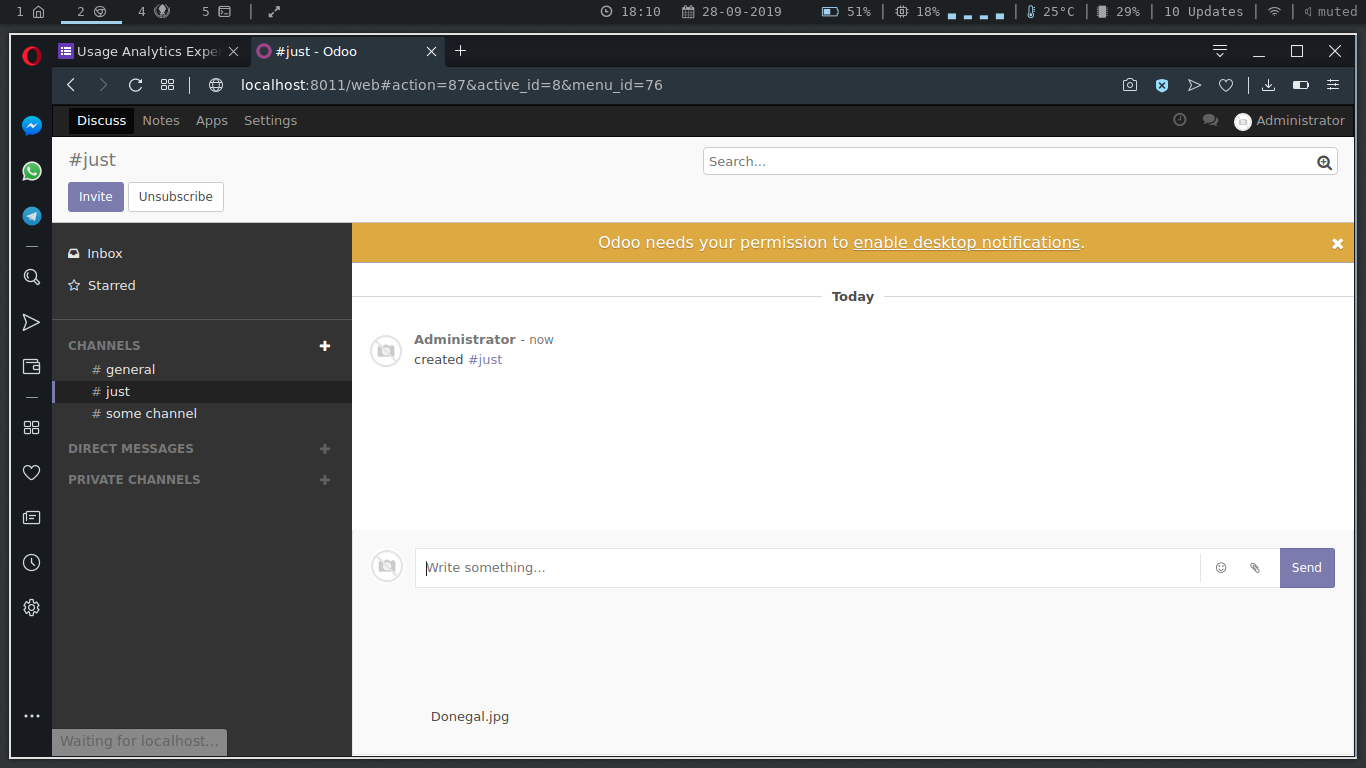 1 2 4 5 18:10 28-09-2019 51% 18% 25°C 29% 10 Updates muted
Usage Analytics Expe #just - Odoo
localhost:8011/web#action=87&active_id=8&menu_id=76
Discuss Notes Apps Settings Administrator
#just
Search...
Invite Unsubscribe
Odoo needs your permission to enable desktop notifications.
Inbox
Starred
Today
CHANNELS
# general
# just
# some channel
DIRECT MESSAGES
PRIVATE CHANNELS
Administrator - now
created #just
Write something...
Send
Donegal.jpg
Waiting for localhost...